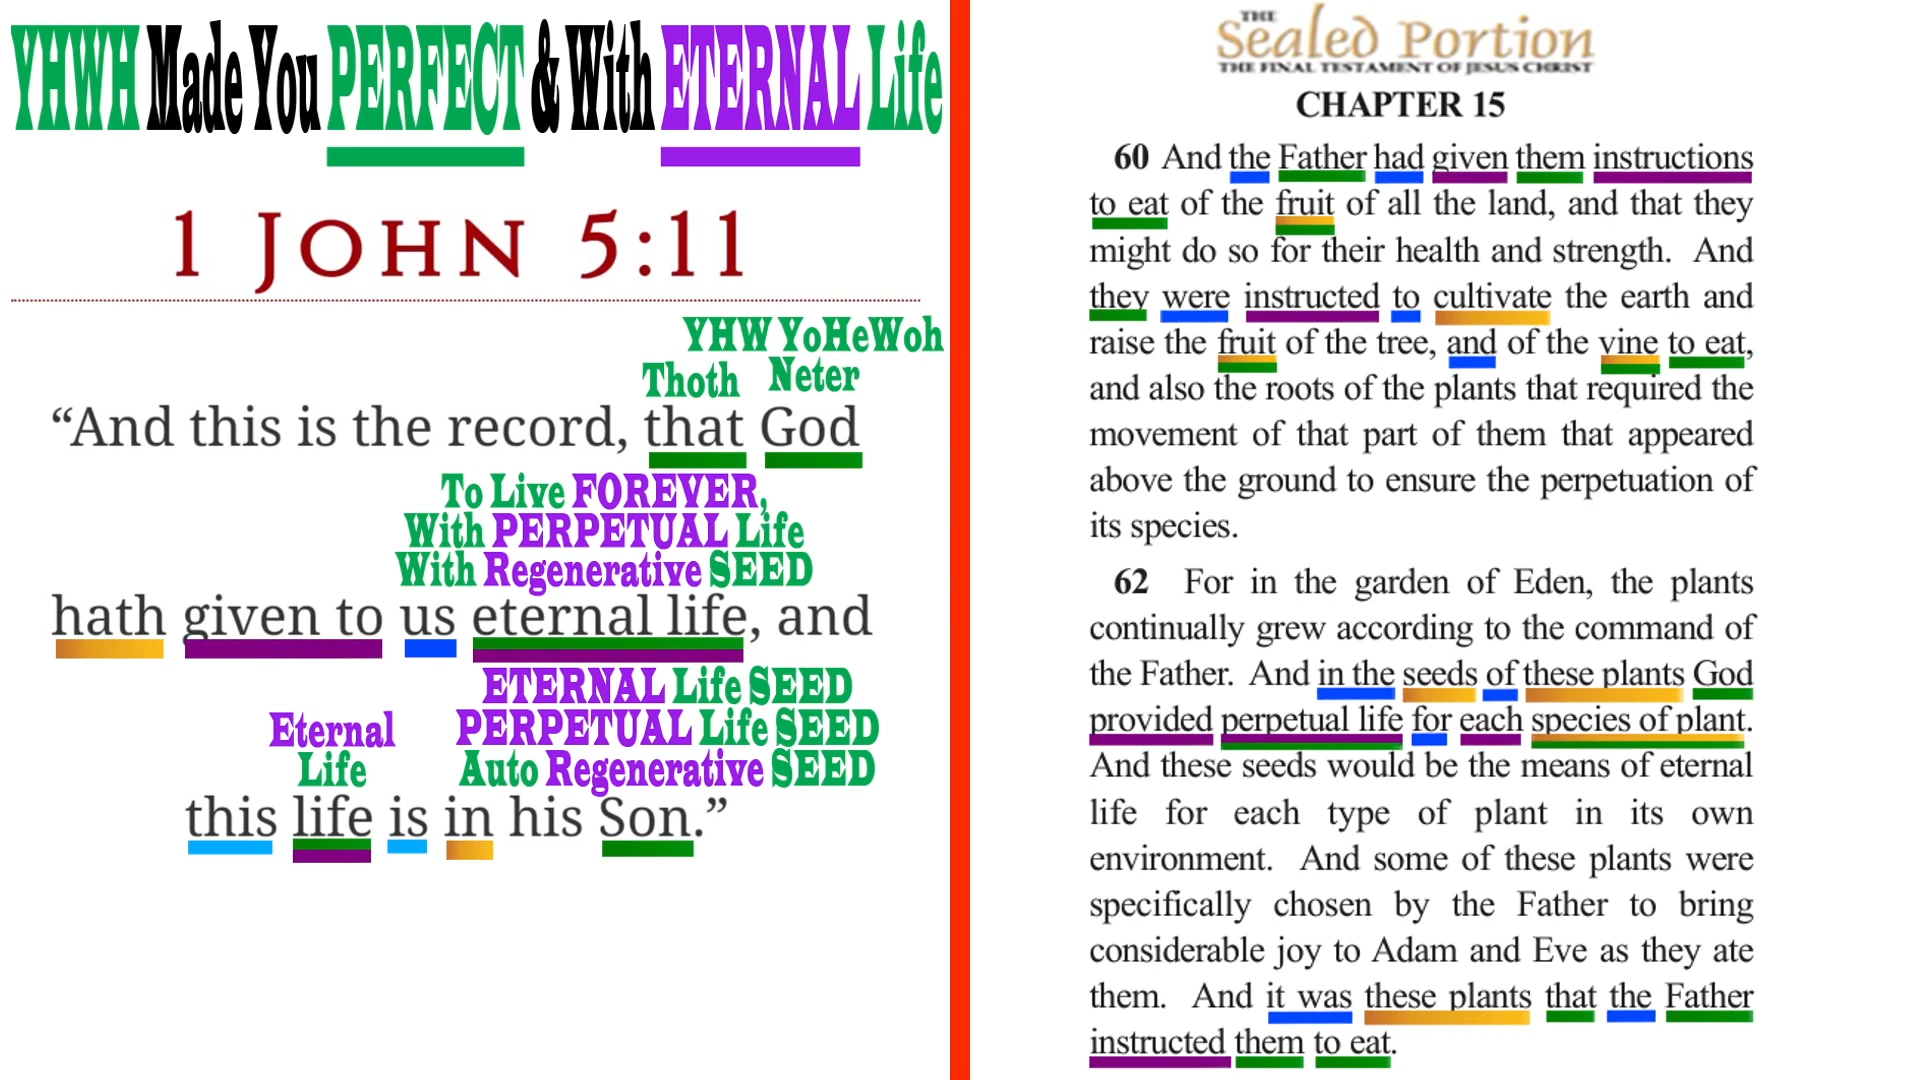 YHWH Made You PERFECT & With ETERNAL Life
1 JOHN 5:11
YHW YoHeWoh
Thoth Neter
“And this is the record, that God
To Live FOREVER,
With PERPETUAL Life
With Regenerative SEED
hath given to us eternal life, and
ETERNAL Life SEED
Eternal PERPETUAL Life SEED
Life Auto Regenerative SEED
this life is in his Son.”
THE
Sealed Portion
THE FINAL TESTAMENT OF JESUS CHRIST
CHAPTER 15
60 And the Father had given them instructions
to eat of the fruit of all the land, and that they
might do so for their health and strength. And
they were instructed to cultivate the earth and
raise the fruit of the tree, and of the vine to eat,
and also the roots of the plants that required the
movement of that part of them that appeared
above the ground to ensure the perpetuation of
its species.
62 For in the garden of Eden, the plants
continually grew according to the command of
the Father. And in the seeds of these plants God
provided perpetual life for each species of plant.
And these seeds would be the means of eternal
life for each type of plant in its own
environment. And some of these plants were
specifically chosen by the Father to bring
considerable joy to Adam and Eve as they ate
them. And it was these plants that the Father
instructed them to eat.